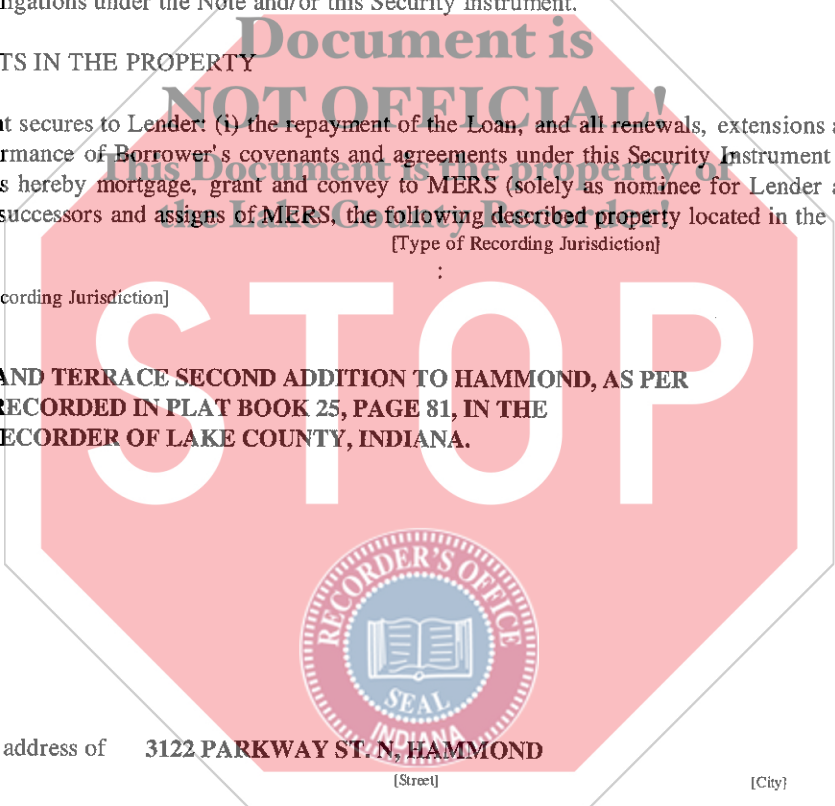 ligations under the Note and/or this Security Instrument.
Document is
TS IN THE PROPERTY
NOT OFFICIAL!
t secures to Lender: (i) the repayment of the Loan, and all renewals, extensions a
rmance of Borrower's covenants and agreements under this Security Instrument
This Document is the property of
s hereby mortgage, grant and convey to MERS (solely as nominee for Lender a
successors and assigns of MERS, the following described property located in the
the Lake County Recorder!
[Type of Recording Jurisdiction]
:
cording Jurisdiction]
STOP
AND TERRACE SECOND ADDITION TO HAMMOND, AS PER
RECORDED IN PLAT BOOK 25, PAGE 81, IN THE
ECORDER OF LAKE COUNTY, INDIANA.
RECORDER'S OFFICE
SEAL
INDIANA
address of 3122 PARKWAY ST. N, HAMMOND
[Street] [City]